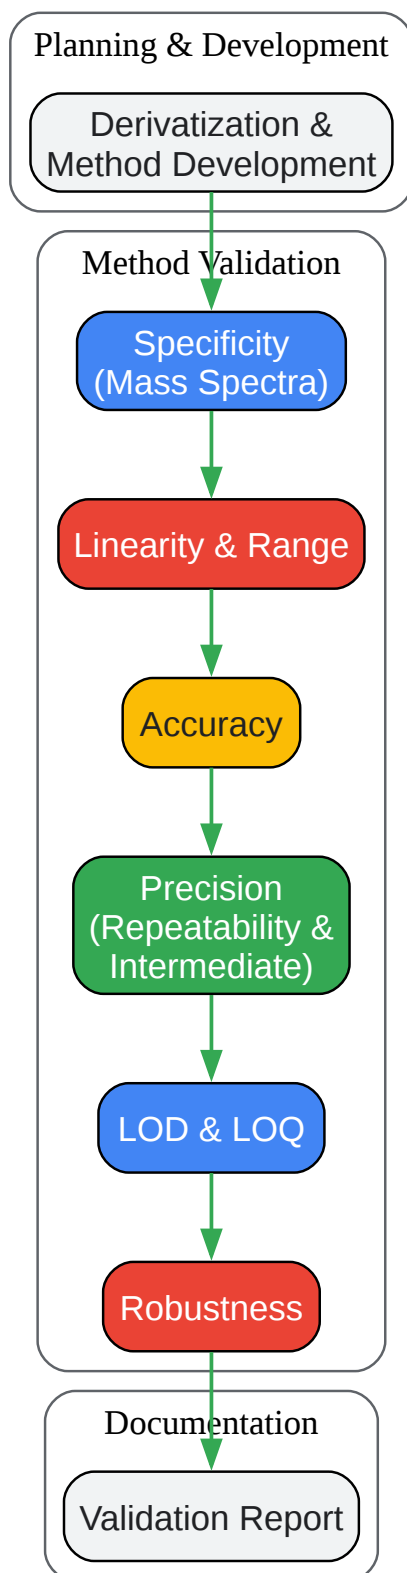 Planning & Development
Derivatization &
Method Development
Method Validation
Specificity
(Mass Spectra)
Linearity & Range
Accuracy
Precision
(Repeatability &
Intermediate)
LOD & LOQ
Robustness
Documentation
Validation Report